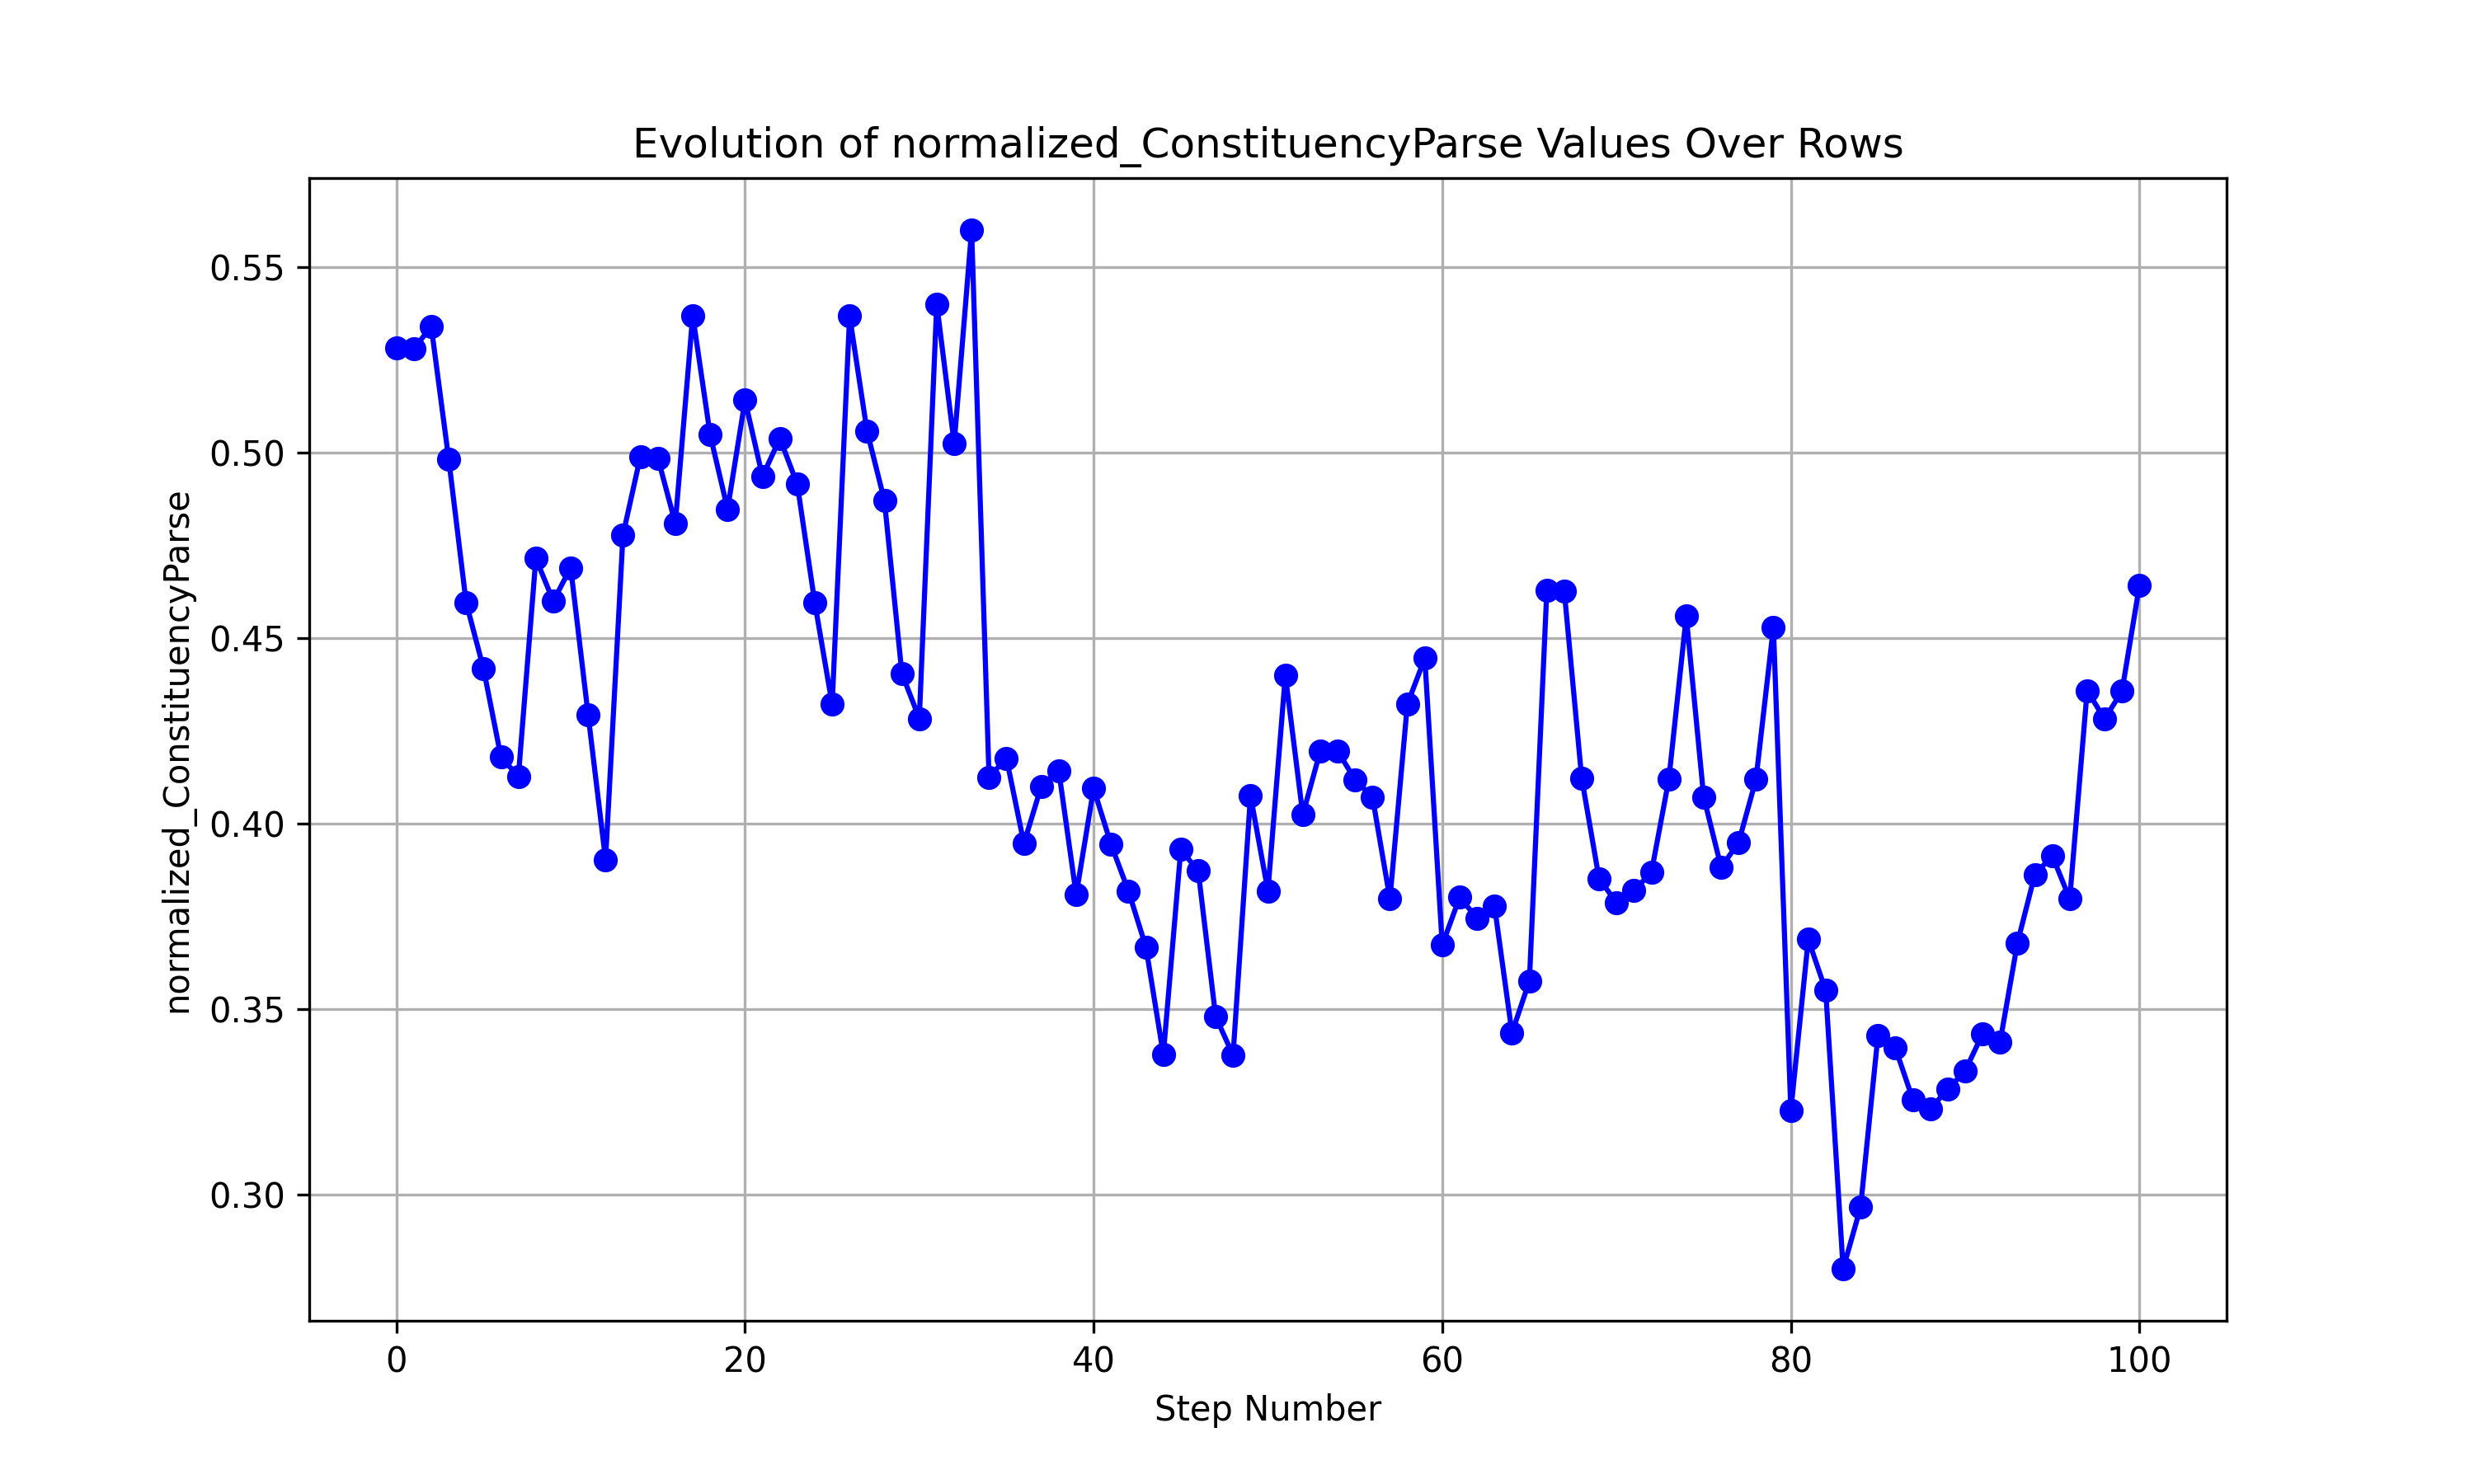 Evolution of normalized_ConstituencyParse Values Over Rows
normalized_ConstituencyParse
0.55
0.50
0.45
0.40
0.35
0.30
0 20 40 60 80 100
Step Number